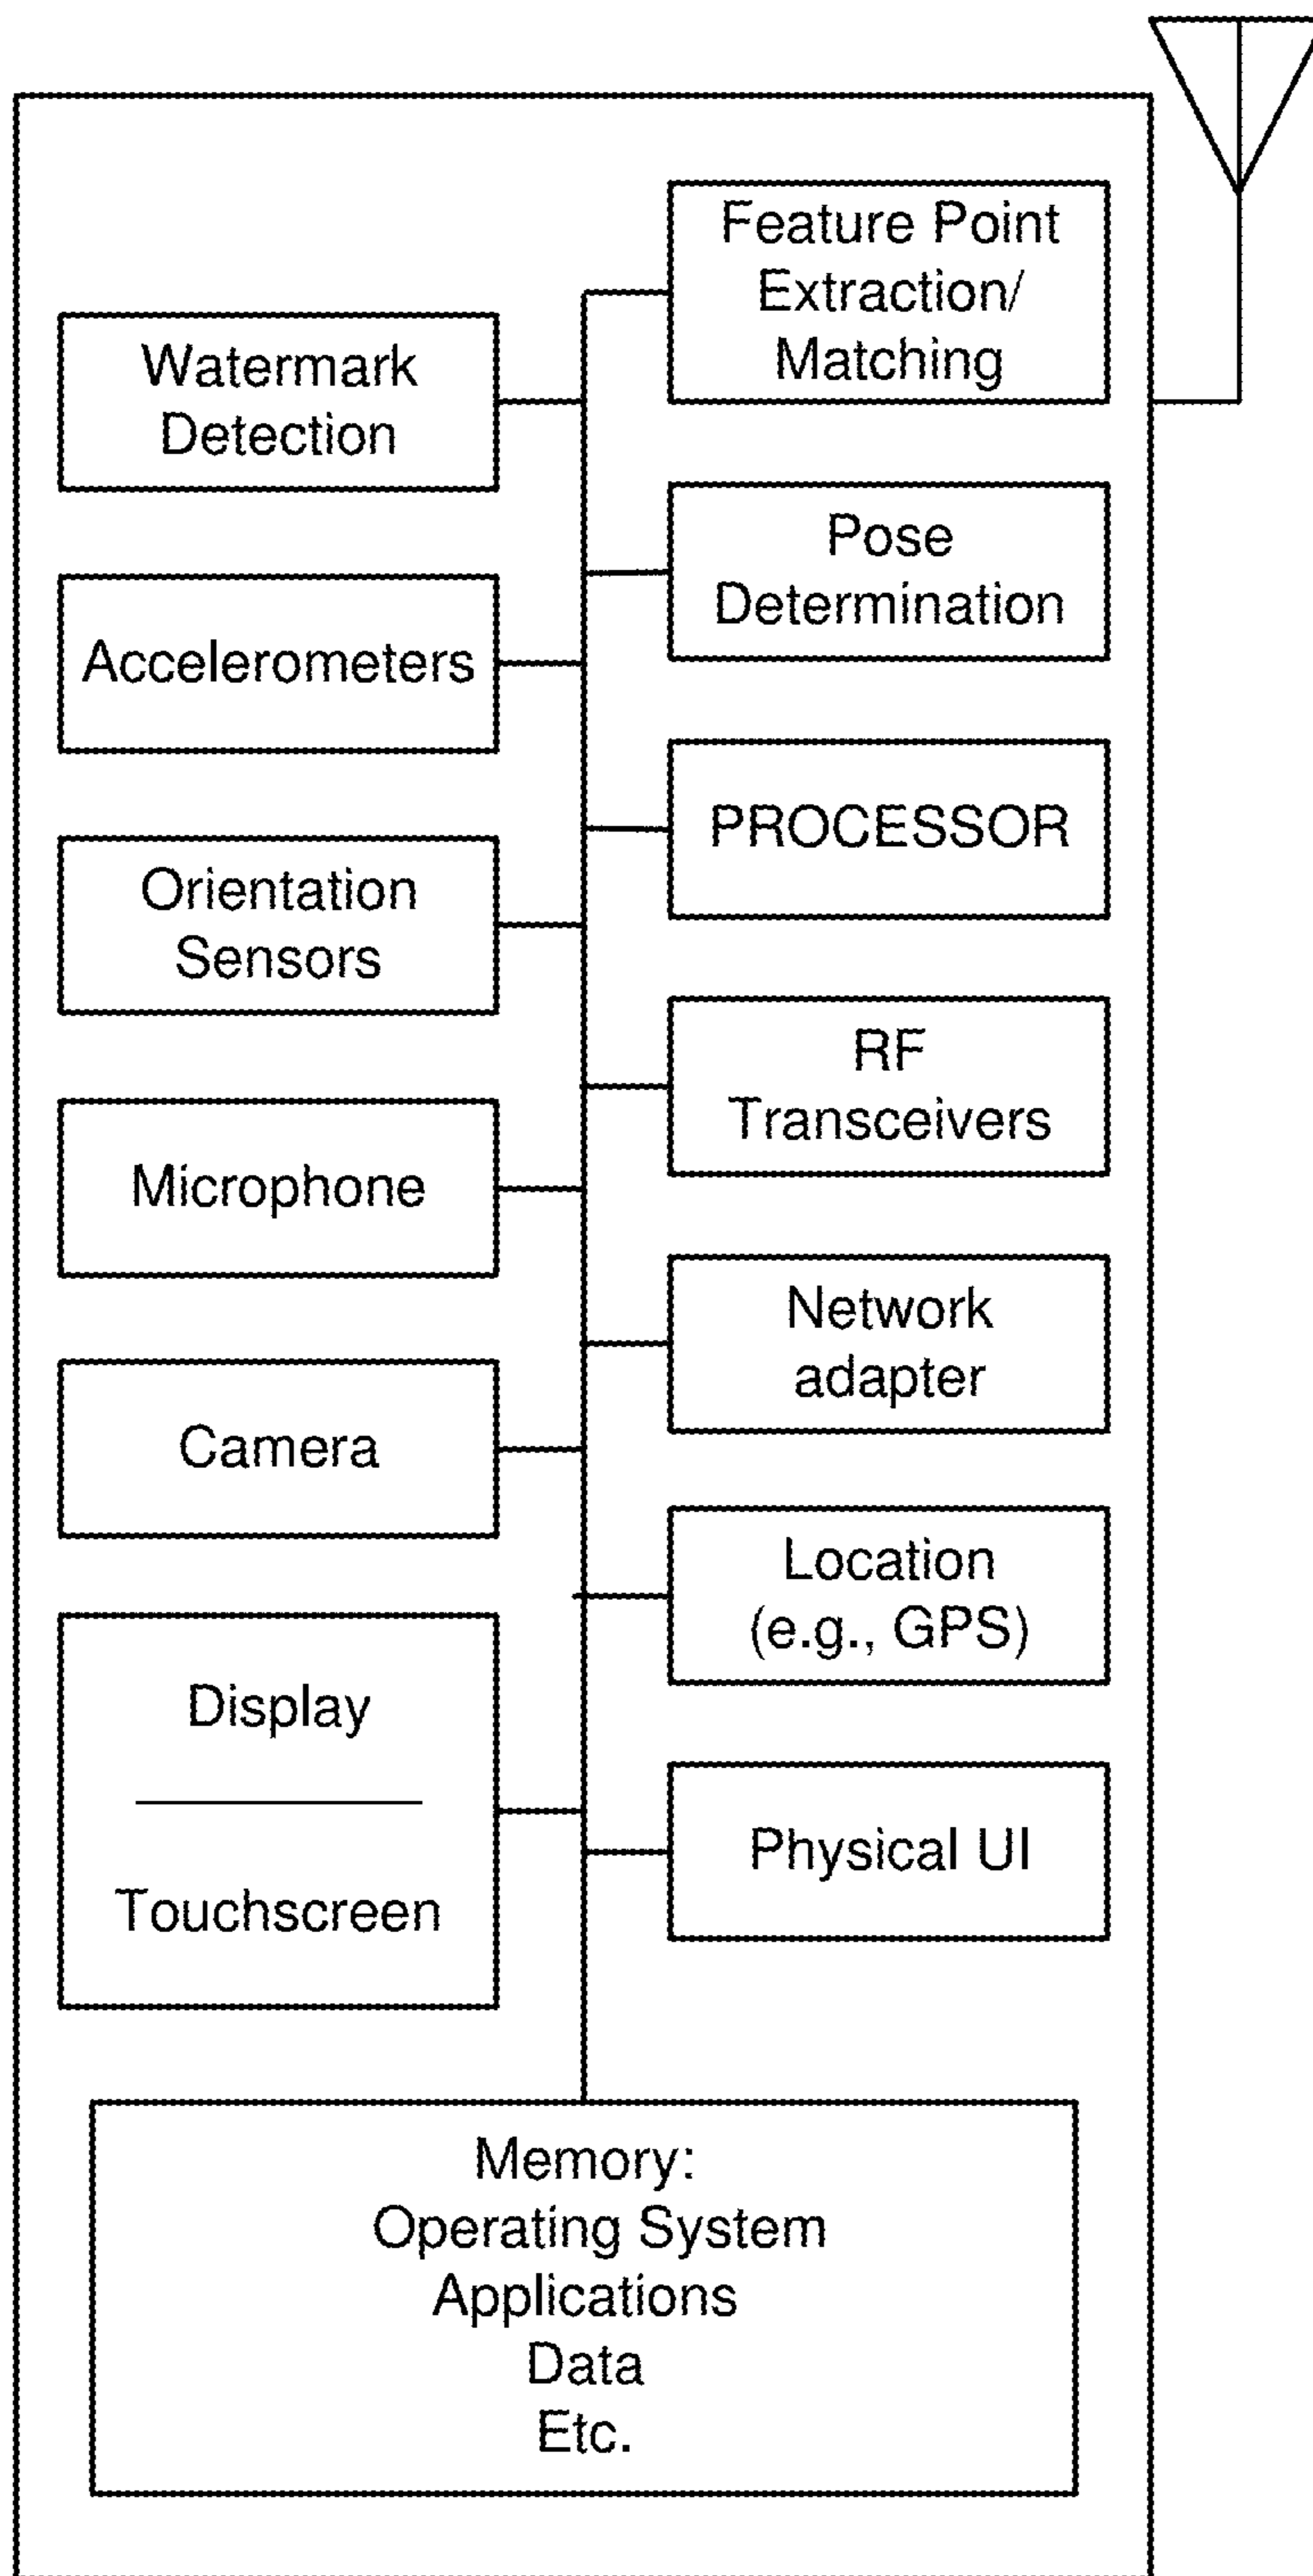 Feature Point
Extraction/
Matching
Watermark
Detection
Pose
Determination
Accelerometers
PROCESSOR
Orientation
Sensors
RF
Transceivers
Microphone
Network
adapter
Camera
Location
(e.g., GPS)
Display
Touchscreen
Physical UI
Memory:
Operating System
Applications
Data
Etc.